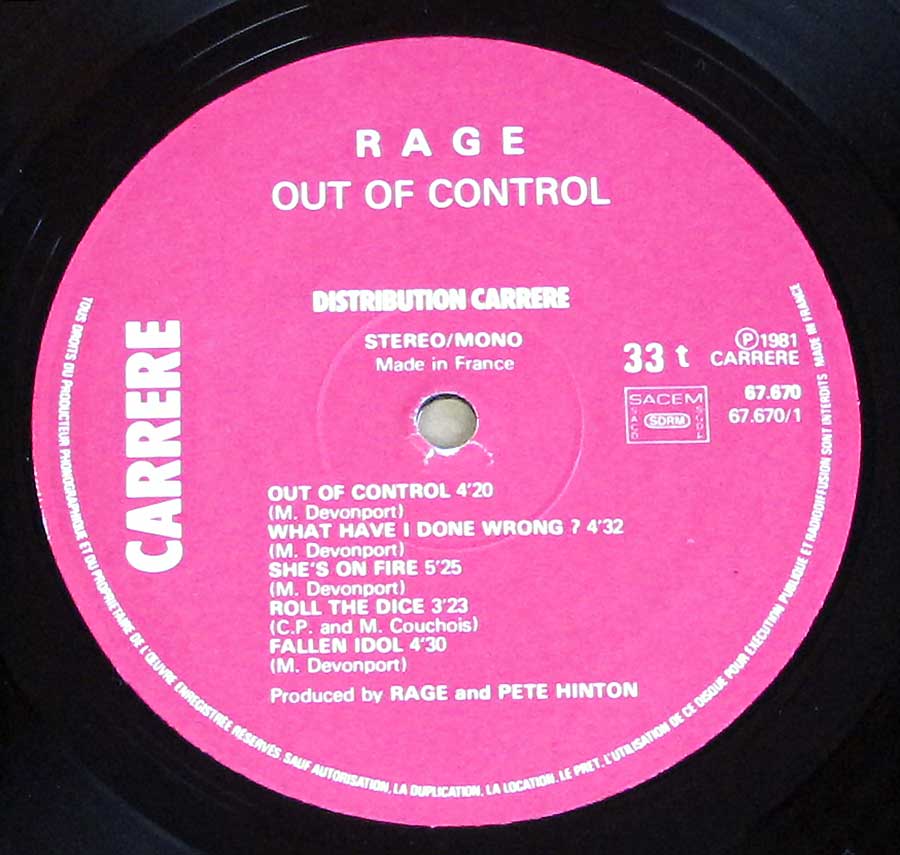 R A G E
OUT OF CONTROL
DISTRIBUTION CARRERE
STEREO/MONO
Made in France
CARRERE
33 t
Ⓟ 1981
CARRERE
67.670
67.670/1
SACEM
SACD
SDRM
SGDL
OUT OF CONTROL 4'20
(M. Devonport)
WHAT HAVE I DONE WRONG ? 4'32
(M. Devonport)
SHE'S ON FIRE 5'25
(M. Devonport)
ROLL THE DICE 3'23
(C.P. and M. Couchois)
FALLEN IDOL 4'30
(M. Devonport)
Produced by RAGE and PETE HINTON
TOUS DROITS DU PRODUCTEUR PHONOGRAPHIQUE ET DU PROPRIETAIRE DE L'ŒUVRE ENREGISTREE RESERVES. SAUF AUTORISATION, LA DUPLICATION, LA LOCATION, LE PRET, L'UTILISATION DE CE DISQUE POUR EXECUTION PUBLIQUE ET RADIODIFFUSION SONT INTERDITS MADE IN FRANCE